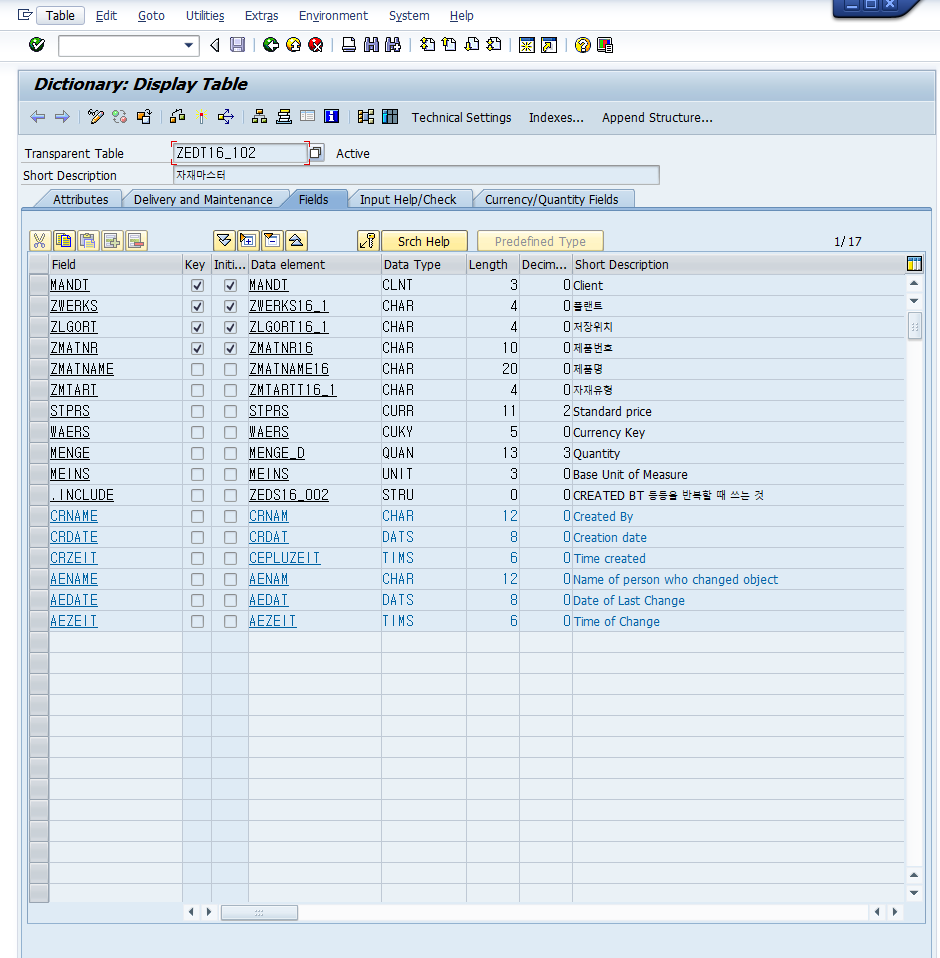 Table Edit Goto Utilities Extras Environment System Help
Dictionary: Display Table
Technical Settings Indexes... Append Structure...
Transparent Table ZEDT16_102 Active
Short Description 자재마스터
Attributes Delivery and Maintenance Fields Input Help/Check Currency/Quantity Fields
Srch Help Predefined Type 1 / 17
Field Key Initi... Data element Data Type Length Decim... Short Description
MANDT MANDT CLNT 3 0 Client
ZWERKS ZWERKS16_1 CHAR 4 0 플랜트
ZLGORT ZLGORT16_1 CHAR 4 0 저장위치
ZMATNR ZMATNR16 CHAR 10 0 제품번호
ZMATNAME ZMATNAME16 CHAR 20 0 제품명
ZMTART ZMTARTT16_1 CHAR 4 0 자재유형
STPRS STPRS CURR 11 2 Standard price
WAERS WAERS CUKY 5 0 Currency Key
MENGE MENGE_D QUAN 13 3 Quantity
MEINS MEINS UNIT 3 0 Base Unit of Measure
.INCLUDE ZEDS16_002 STRU 0 0 CREATED BT 등등을 반복할 때 쓰는 것
CRNAME CRNAM CHAR 12 0 Created By
CRDATE CRDAT DATS 8 0 Creation date
CRZEIT CEPLUZEIT TIMS 6 0 Time created
AENAME AENAM CHAR 12 0 Name of person who changed object
AEDATE AEDAT DATS 8 0 Date of Last Change
AEZEIT AEZEIT TIMS 6 0 Time of Change